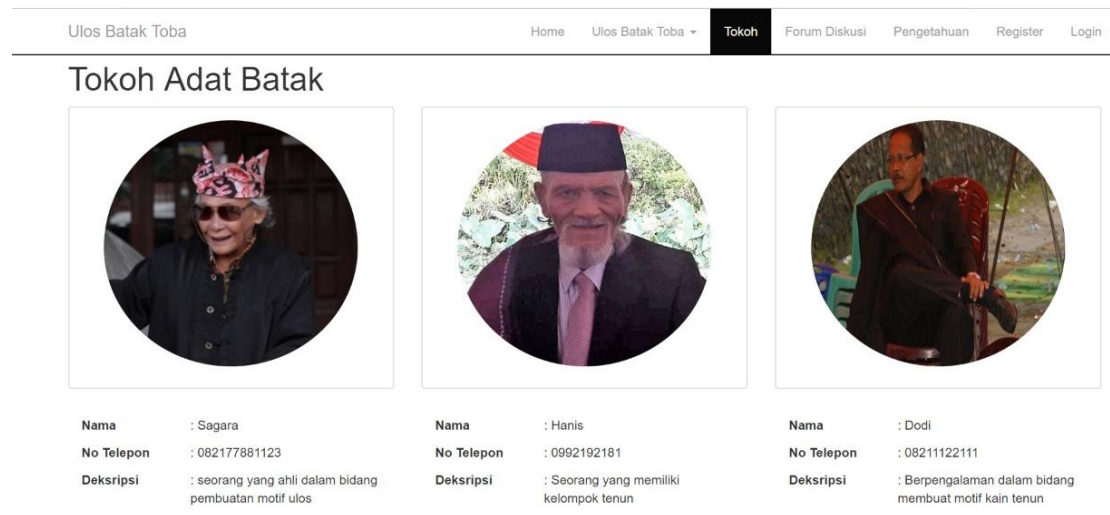 Ulos Batak Toba
Home Ulos Batak Toba Tokoh Forum Diskusi Pengetahuan Register Login
Tokoh Adat Batak
Nama : Sagara
No Telepon : 082177881123
Deksripsi : seorang yang ahli dalam bidang
pembuatan motif ulos
Nama : Hanis
No Telepon : 0992192181
Deksripsi : Seorang yang memiliki
kelompok tenun
Nama : Dodi
No Telepon : 08211122111
Deksripsi : Berpengalaman dalam bidang
membuat motif kain tenun